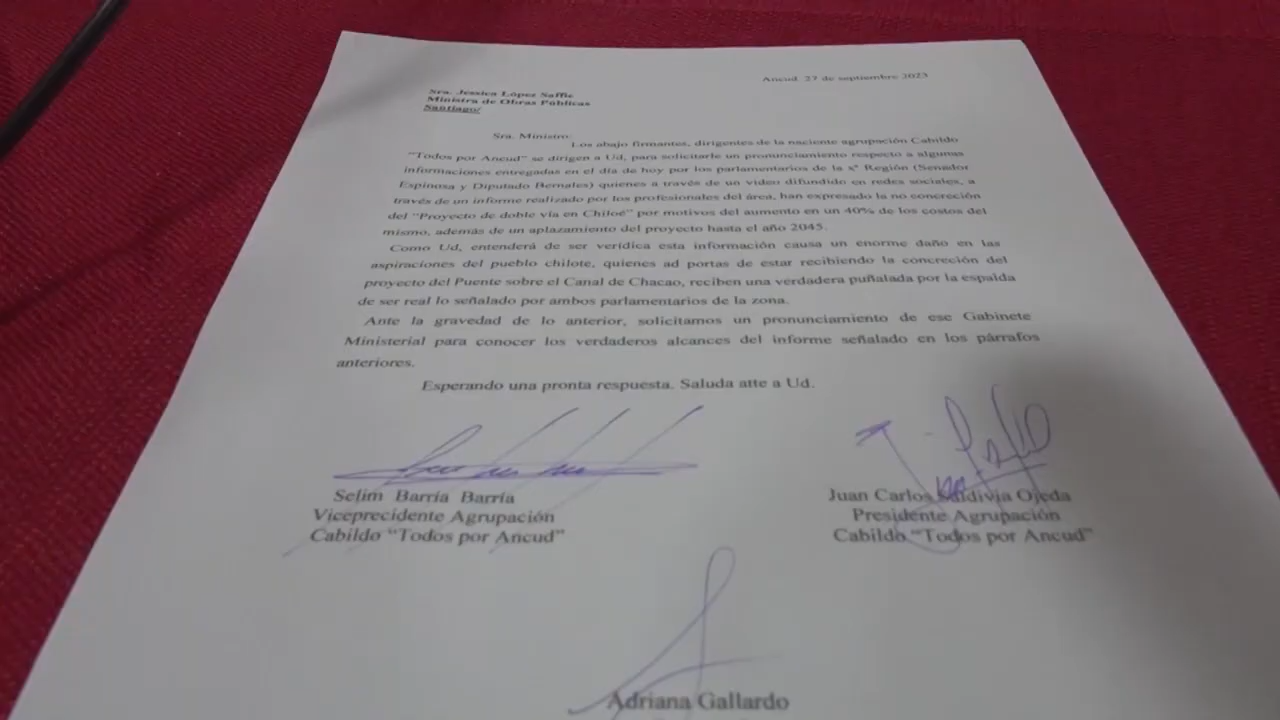 Ancud. 27 de septiembre 2023
Sra. Jessica López Saffie
Ministra de Obras Públicas
Santiago/
Sra. Ministro:
Los abajo firmantes, dirigentes de la naciente agrupación Cabildo
"Todos por Ancud" se dirigen a Ud, para solicitarle un pronunciamiento respecto a algunas
informaciones entregadas en el día de hoy por los parlamentarios de la xª Región (Senador
Espinosa y Diputado Bernales) quienes a través de un video difundido en redes sociales, a
través de un informe realizado por los profesionales del área, han expresado la no concreción
del "Proyecto de doble vía en Chiloé" por motivos del aumento en un 40% de los costos del
mismo, además de un aplazamiento del proyecto hasta el año 2045.
Como Ud, entenderá de ser verídica esta información causa un enorme daño en las
aspiraciones del pueblo chilote, quienes ad portas de estar recibiendo la concreción del
proyecto del Puente sobre el Canal de Chacao, reciben una verdadera puñalada por la espalda
de ser real lo señalado por ambos parlamentarios de la zona.
Ante la gravedad de lo anterior, solicitamos un pronunciamiento de ese Gabinete
Ministerial para conocer los verdaderos alcances del informe señalado en los párrafos
anteriores.
Esperando una pronta respuesta. Saluda atte a Ud.
Selim Barría Barría
Viceprecidente Agrupación
Cabildo "Todos por Ancud"
Juan Carlos Saldivia Ojeda
Presidente Agrupación
Cabildo "Todos por Ancud"
Adriana Gallardo